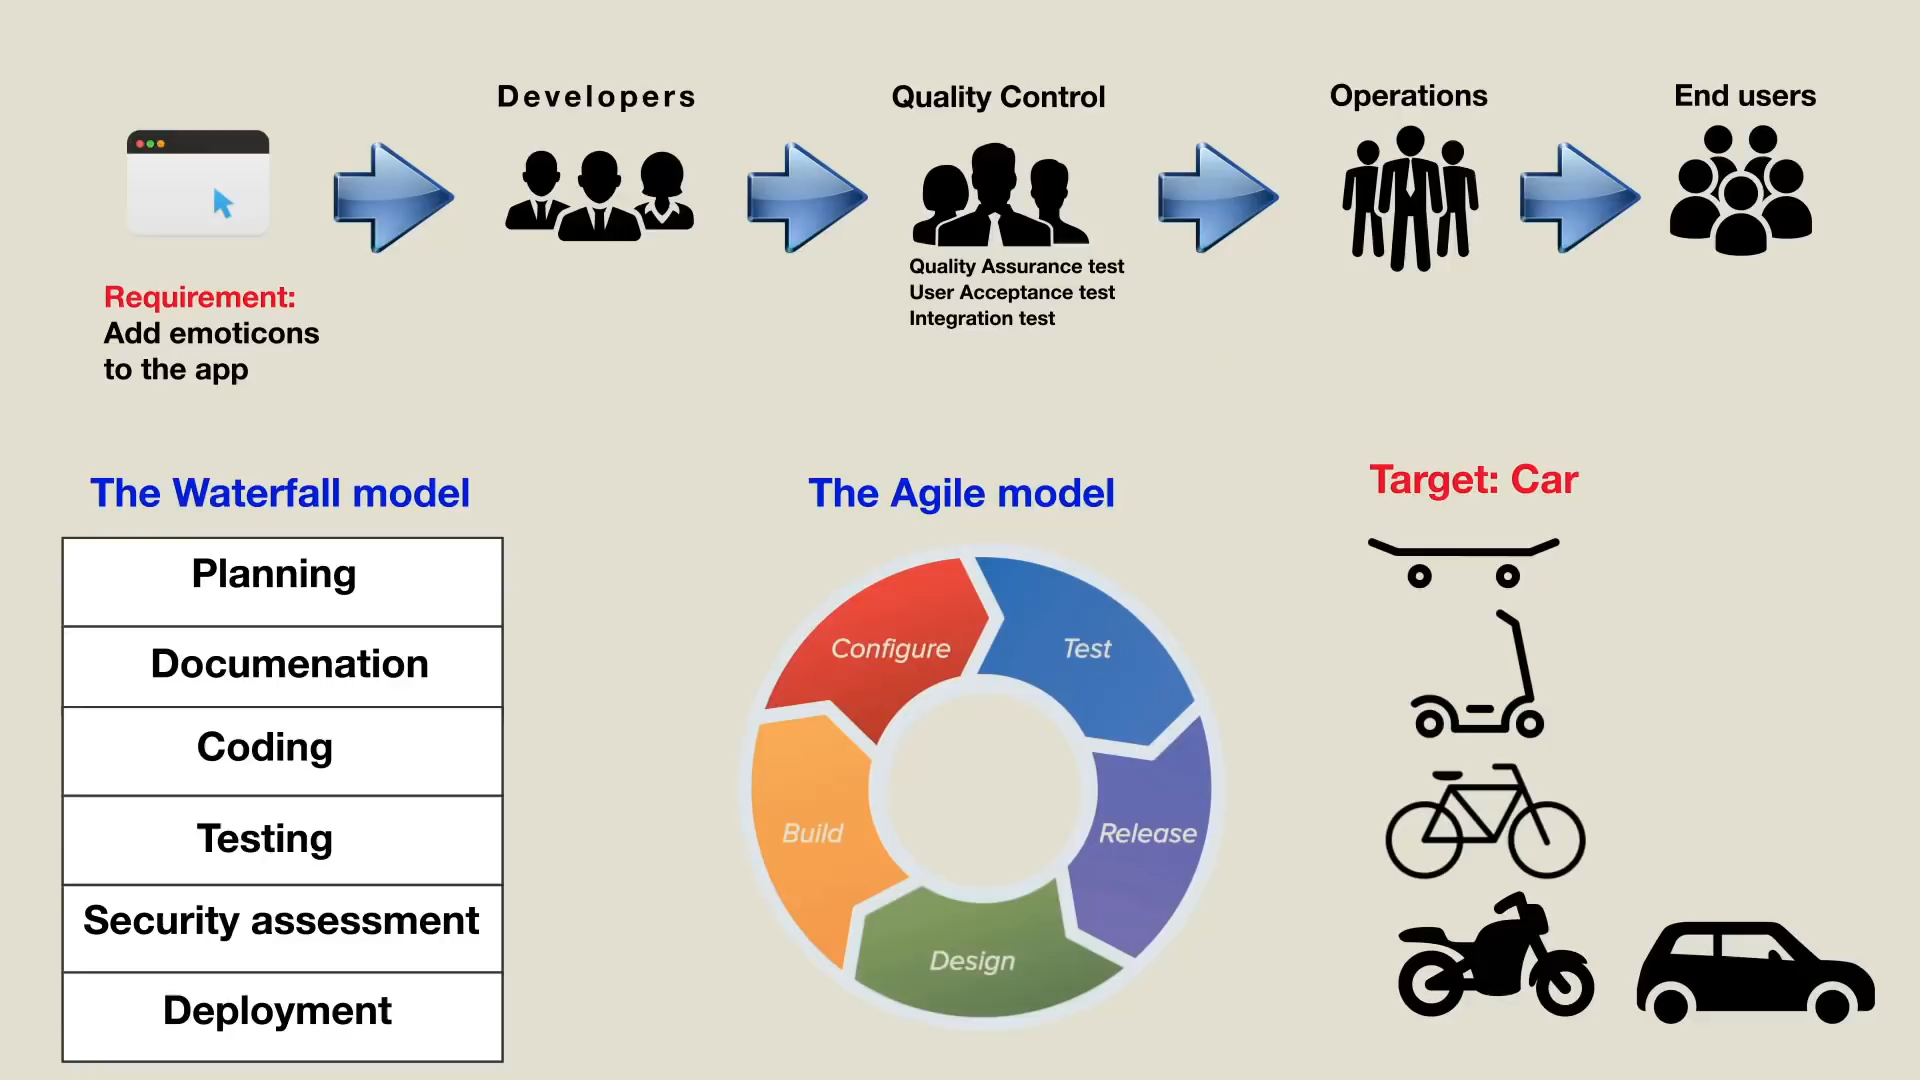 Developers
Quality Control
Operations
End users
Quality Assurance test
User Acceptance test
Integration test
Requirement:
Add emoticons
to the app
The Waterfall model
Planning
Documenation
Coding
Testing
Security assessment
Deployment
The Agile model
Configure
Test
Build
Release
Design
Target: Car